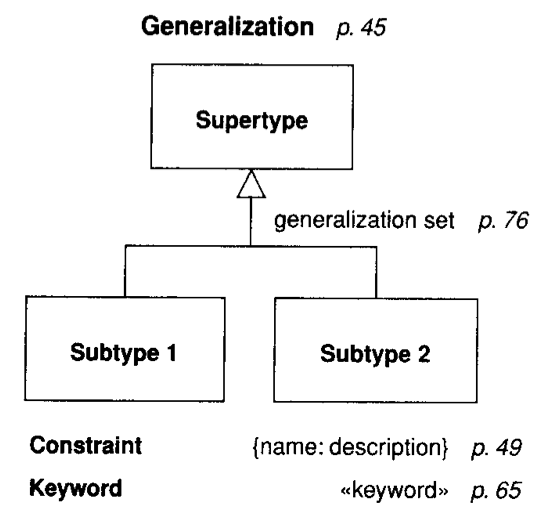 Generalization p. 45
Supertype
generalization set p. 76
Subtype 1 Subtype 2
Constraint {name: description} p. 49
Keyword «keyword» p. 65